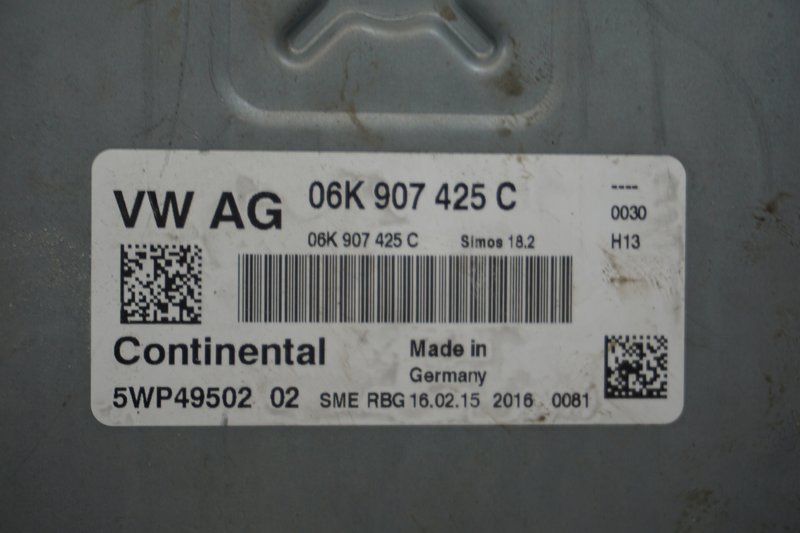 VW AG 06K 907 425 C ----
0030
06K 907 425 C Simos 18.2 H13
Continental Made in
Germany
5WP49502 02 SME RBG 16.02.15 2016 0081